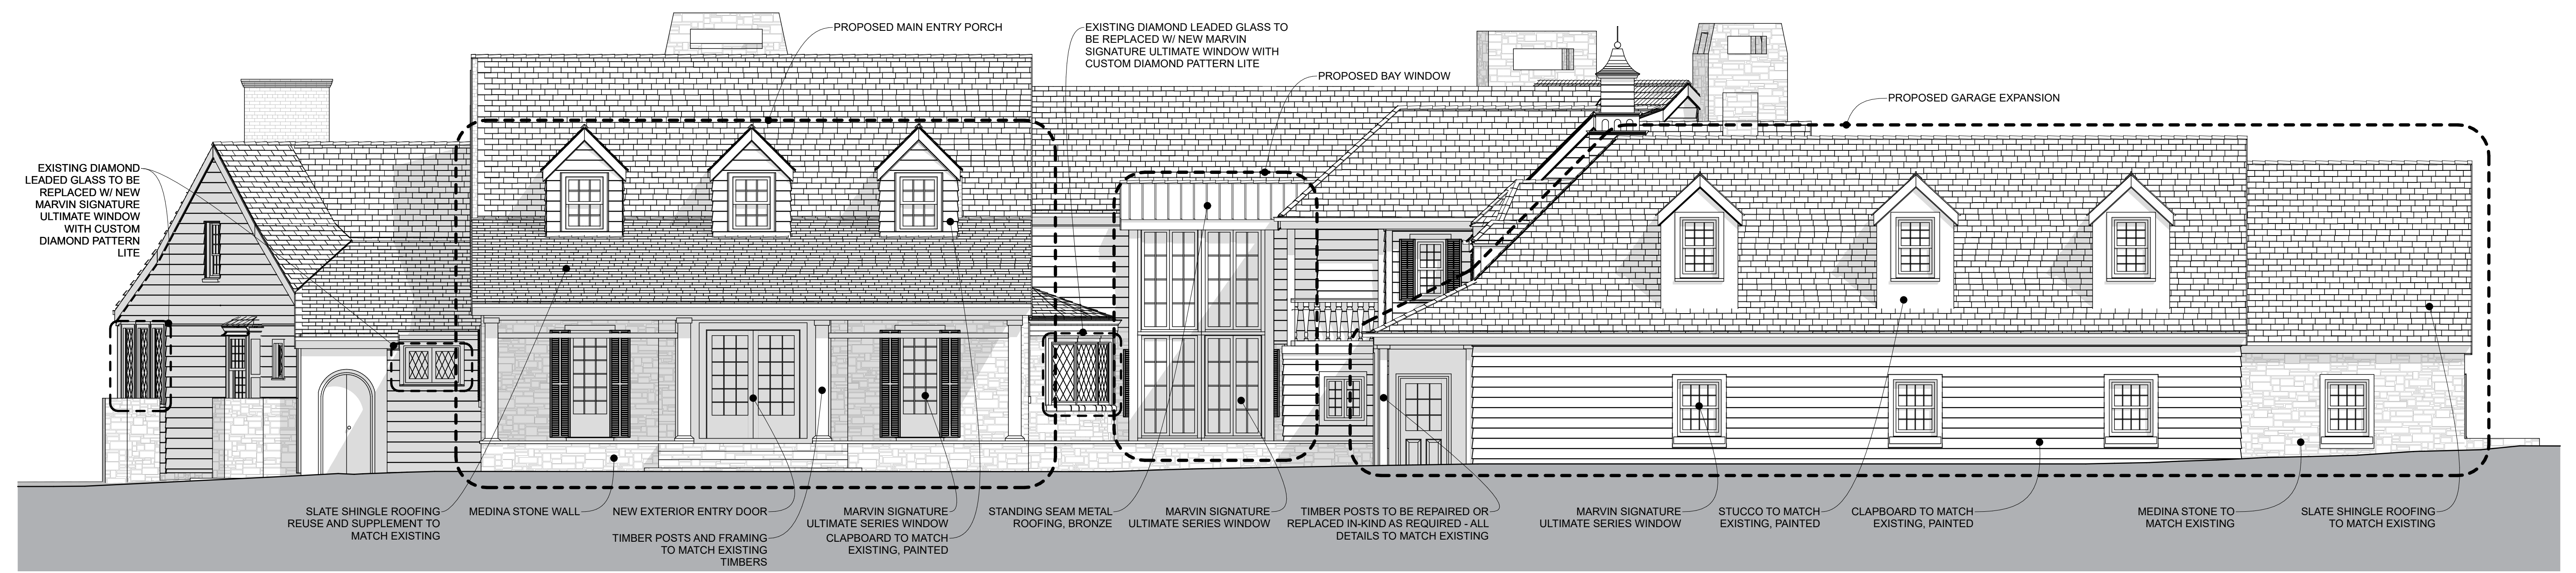 PROPOSED MAIN ENTRY PORCH
EXISTING DIAMOND LEADED GLASS TO
BE REPLACED W/ NEW MARVIN
SIGNATURE ULTIMATE WINDOW WITH
CUSTOM DIAMOND PATTERN LITE
PROPOSED BAY WINDOW
PROPOSED GARAGE EXPANSION
EXISTING DIAMOND
LEADED GLASS TO BE
REPLACED W/ NEW
MARVIN SIGNATURE
ULTIMATE WINDOW
WITH CUSTOM
DIAMOND PATTERN
LITE
SLATE SHINGLE ROOFING
REUSE AND SUPPLEMENT TO
MATCH EXISTING
MEDINA STONE WALL
NEW EXTERIOR ENTRY DOOR
TIMBER POSTS AND FRAMING
TO MATCH EXISTING
TIMBERS
MARVIN SIGNATURE
ULTIMATE SERIES WINDOW
CLAPBOARD TO MATCH
EXISTING, PAINTED
STANDING SEAM METAL
ROOFING, BRONZE
MARVIN SIGNATURE
ULTIMATE SERIES WINDOW
TIMBER POSTS TO BE REPAIRED OR
REPLACED IN-KIND AS REQUIRED - ALL
DETAILS TO MATCH EXISTING
MARVIN SIGNATURE
ULTIMATE SERIES WINDOW
STUCCO TO MATCH
EXISTING, PAINTED
CLAPBOARD TO MATCH
EXISTING, PAINTED
MEDINA STONE TO
MATCH EXISTING
SLATE SHINGLE ROOFING
TO MATCH EXISTING